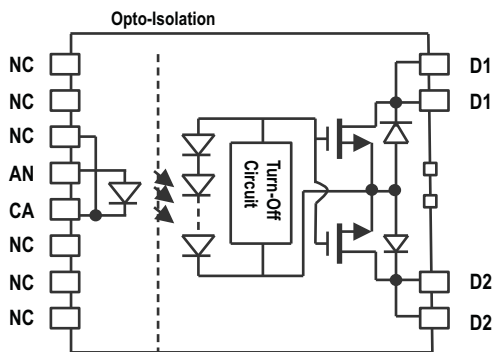 Opto-Isolation
NC
NC
NC
AN
CA
NC
NC
NC
Turn-Off
Circuit
D1
D1
D2
D2